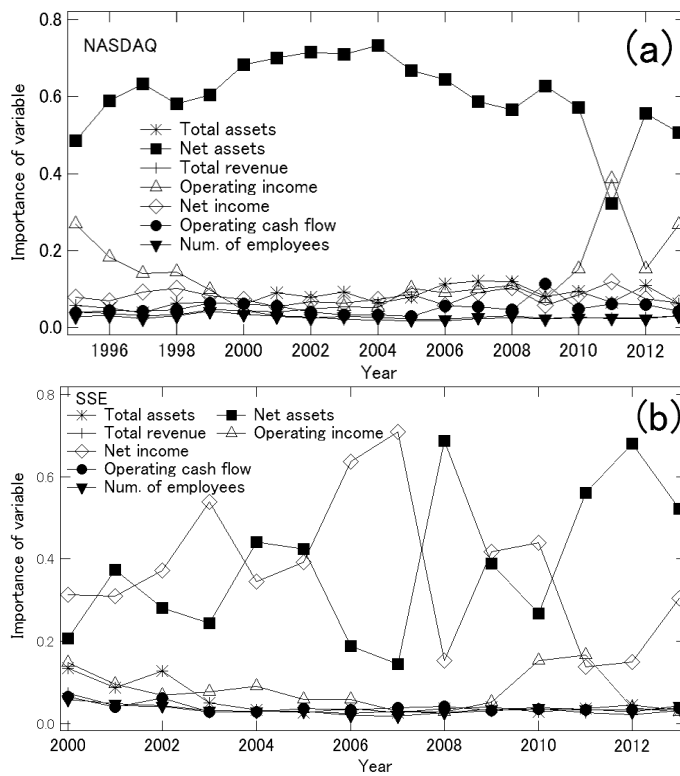 0.8
NASDAQ
(a)
0.6
Total assets
Net assets
Total revenue
Operating income
Net income
Operating cash flow
Num. of employees
0.4
0.2
0.0
Importance of variable
1996 1998 2000 2002 2004 2006 2008 2010 2012
Year
0.8
SSE
(b)
Total assets Net assets
Total revenue Operating income
Net income
Operating cash flow
Num. of employees
0.6
0.4
0.2
0.0
Importance of variable
2000 2002 2004 2006 2008 2010 2012
Year